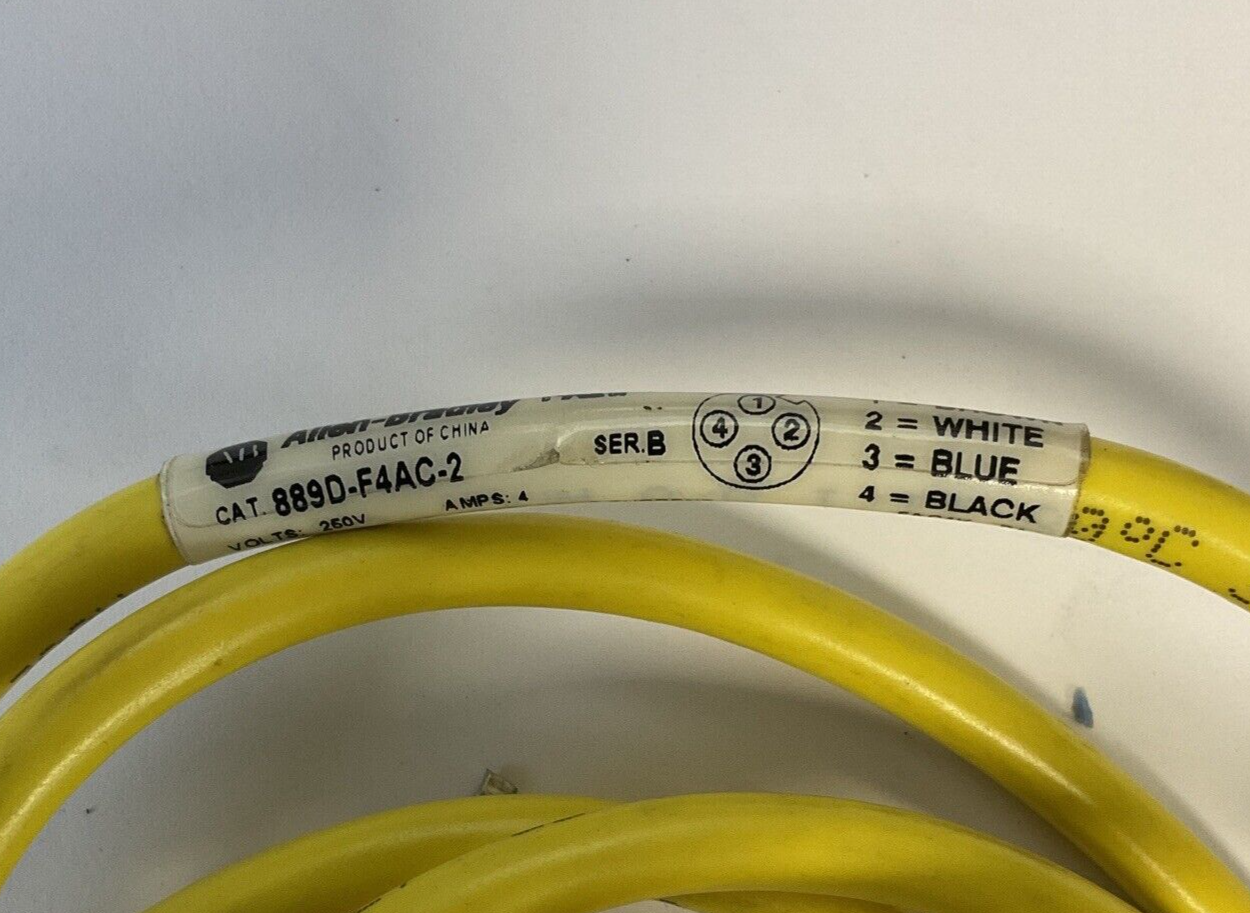 Allen-Bradley
PRODUCT OF CHINA
CAT. 889D-F4AC-2
VOLTS: 250V
AMPS: 4
SER.B
1
4
2
3
2 = WHITE
3 = BLUE
4 = BLACK
°C